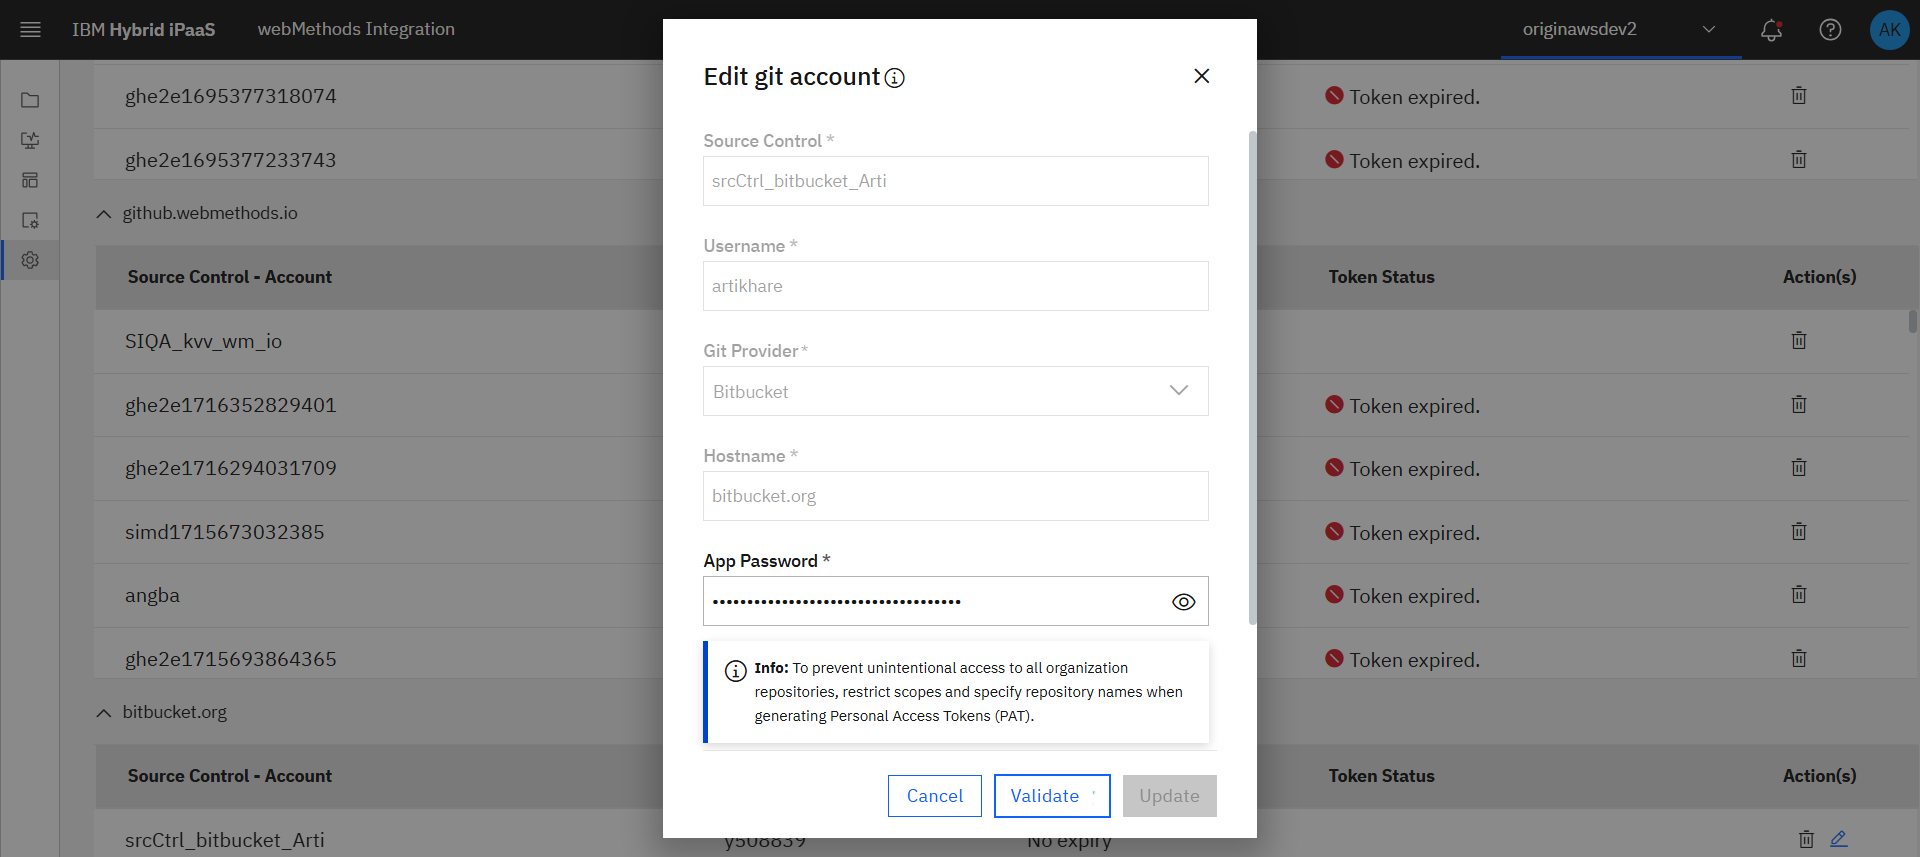 IBM Hybrid iPaaS
webMethods Integration
originawsdev2
AK
ghe2e1695377318074
Token expired.
ghe2e1695377233743
Token expired.
github.webmethods.io
Source Control - Account
Token Status
Action(s)
SIQA_kvv_wm_io
ghe2e1716352829401
Token expired.
ghe2e1716294031709
Token expired.
simd1715673032385
Token expired.
angba
Token expired.
ghe2e1715693864365
Token expired.
bitbucket.org
Source Control - Account
Token Status
Action(s)
srcCtrl_bitbucket_Arti
y508839
No expiry
Edit git account
Source Control *
srcCtrl_bitbucket_Arti
Username *
artikhare
Git Provider*
Bitbucket
Hostname *
bitbucket.org
App Password *
••••••••••••••••••••••••••••••••••••
Info: To prevent unintentional access to all organization
repositories, restrict scopes and specify repository names when
generating Personal Access Tokens (PAT).
Cancel
Validate
Update